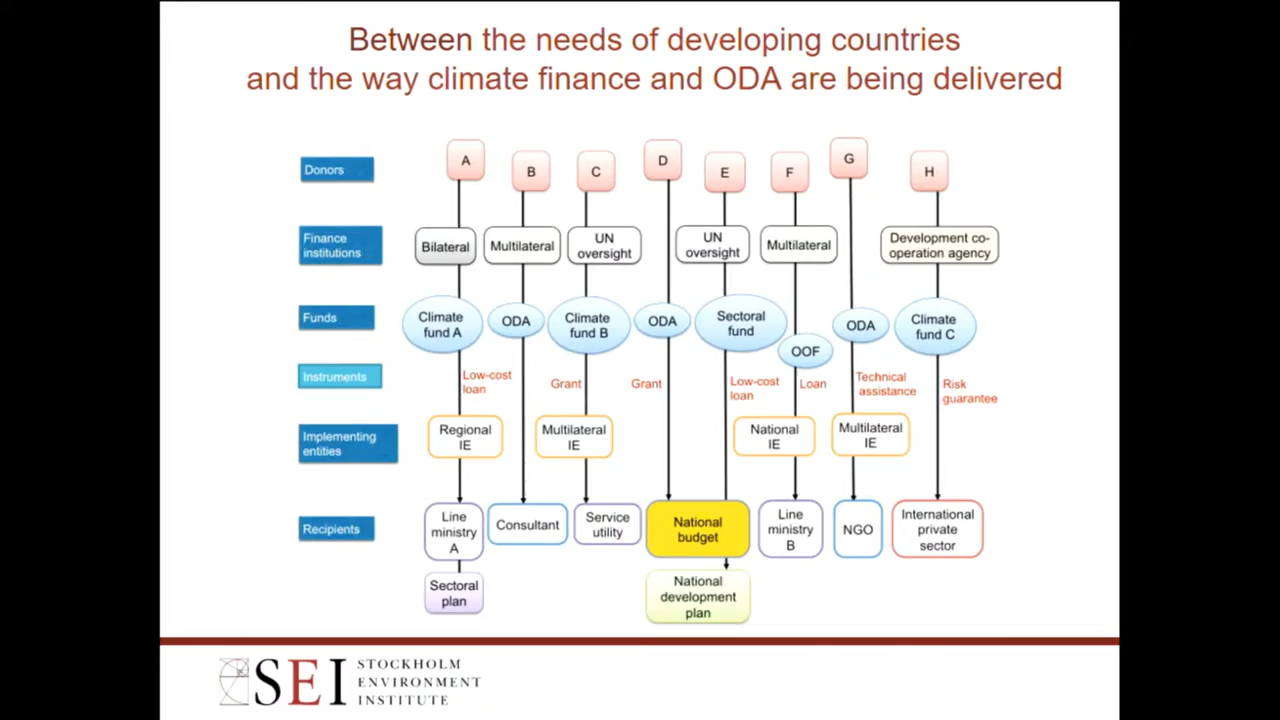 Between the needs of developing countries
and the way climate finance and ODA are being delivered
Donors
A
B
C
D
E
F
G
H
Finance
institutions
Bilateral
Multilateral
UN
oversight
UN
oversight
Multilateral
Development co-
operation agency
Funds
Climate
fund A
ODA
Climate
fund B
ODA
Sectoral
fund
OOF
ODA
Climate
fund C
Instruments
Low-cost
loan
Grant
Grant
Low-cost
loan
Loan
Technical
assistance
Risk
guarantee
Implementing
entities
Regional
IE
Multilateral
IE
National
IE
Multilateral
IE
Recipients
Line
ministry
A
Consultant
Service
utility
National
budget
Line
ministry
B
NGO
International
private
sector
Sectoral
plan
National
development
plan
SEI
STOCKHOLM
ENVIRONMENT
INSTITUTE